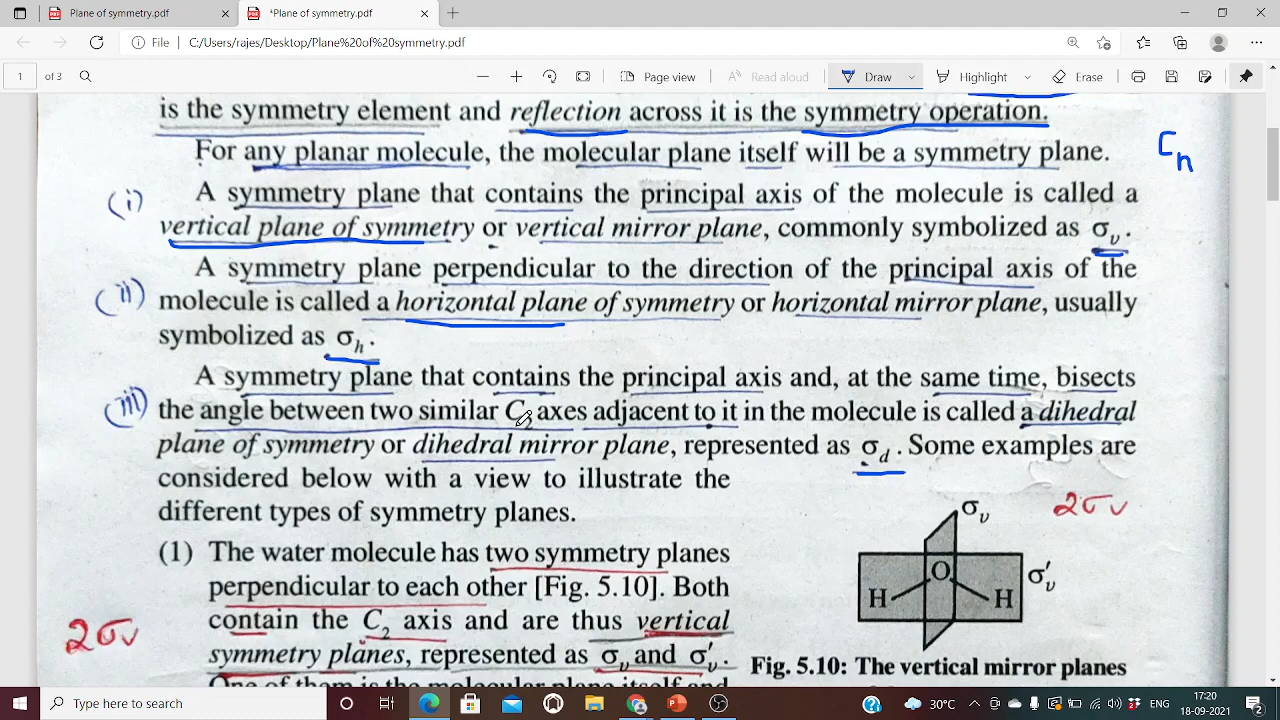 Plane of symmetry.pdf
*Plane of symmetry.pdf
File
C:/Users/rajes/Desktop/Plane%20of%20symmetry.pdf
1 of 3
Page view
Read aloud
Draw
Highlight
Erase
is the symmetry element and reflection across it is the symmetry operation.
For any planar molecule, the molecular plane itself will be a symmetry plane.
Cn
(i)
A symmetry plane that contains the principal axis of the molecule is called a
vertical plane of symmetry or vertical mirror plane, commonly symbolized as σv.
(ii)
A symmetry plane perpendicular to the direction of the principal axis of the
molecule is called a horizontal plane of symmetry or horizontal mirror plane, usually
symbolized as σh.
(iii)
A symmetry plane that contains the principal axis and, at the same time, bisects
the angle between two similar C axes adjacent to it in the molecule is called a dihedral
plane of symmetry or dihedral mirror plane, represented as σd. Some examples are
considered below with a view to illustrate the
different types of symmetry planes.
(1) The water molecule has two symmetry planes
perpendicular to each other [Fig. 5.10]. Both
contain the C2 axis and are thus vertical
symmetry planes, represented as σv and σ′v.
One of them is the molecular plane itself and
2σv
σv
2σv
O
σ′v
H
H
Fig. 5.10: The vertical mirror planes
Type here to search
ENG
17:20
18-09-2021
2